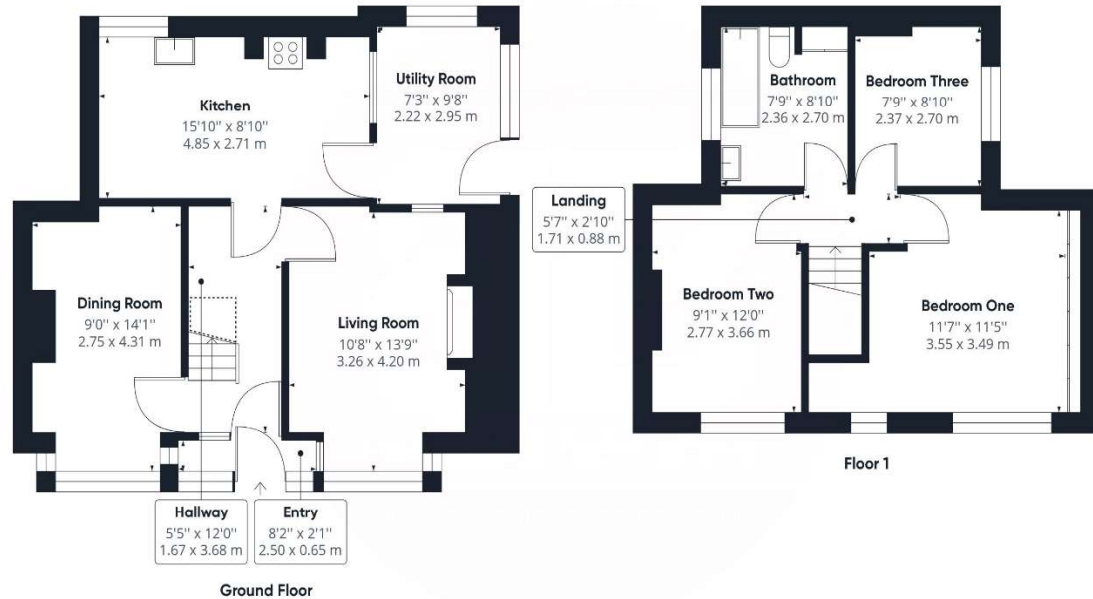 Kitchen
15'10'' x 8'10''
4.85 x 2.71 m
Utility Room
7'3'' x 9'8''
2.22 x 2.95 m
Dining Room
9'0'' x 14'1''
2.75 x 4.31 m
Living Room
10'8'' x 13'9''
3.26 x 4.20 m
Hallway
5'5'' x 12'0''
1.67 x 3.68 m
Entry
8'2'' x 2'1''
2.50 x 0.65 m
Ground Floor
Bathroom
7'9'' x 8'10''
2.36 x 2.70 m
Bedroom Three
7'9'' x 8'10''
2.37 x 2.70 m
Landing
5'7'' x 2'10''
1.71 x 0.88 m
Bedroom Two
9'1'' x 12'0''
2.77 x 3.66 m
Bedroom One
11'7'' x 11'5''
3.55 x 3.49 m
Floor 1